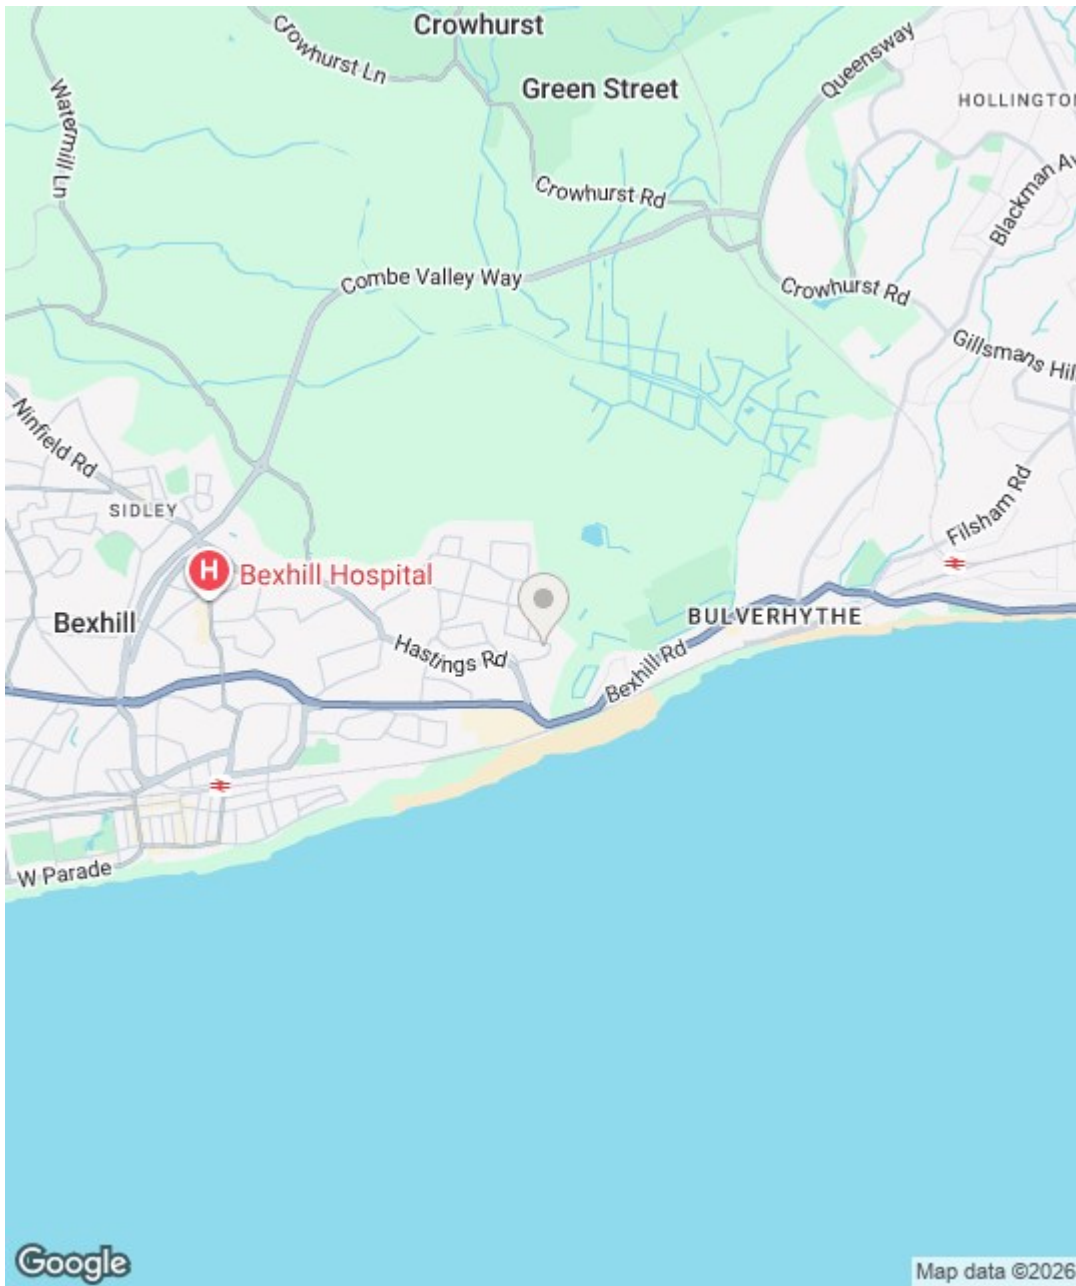 Crowhurst
Crowhurst Ln
Green Street
Queensway
HOLLINGTON
Watermill Ln
Blackman Av
Crowhurst Rd
Combe Valley Way
Crowhurst Rd
Gillsmans Hill
Ninfield Rd
SIDLEY
Filsham Rd
H
Bexhill Hospital
Bexhill
BULVERHYTHE
Hastings Rd
Bexhill Rd
W Parade
Google
Map data ©2026